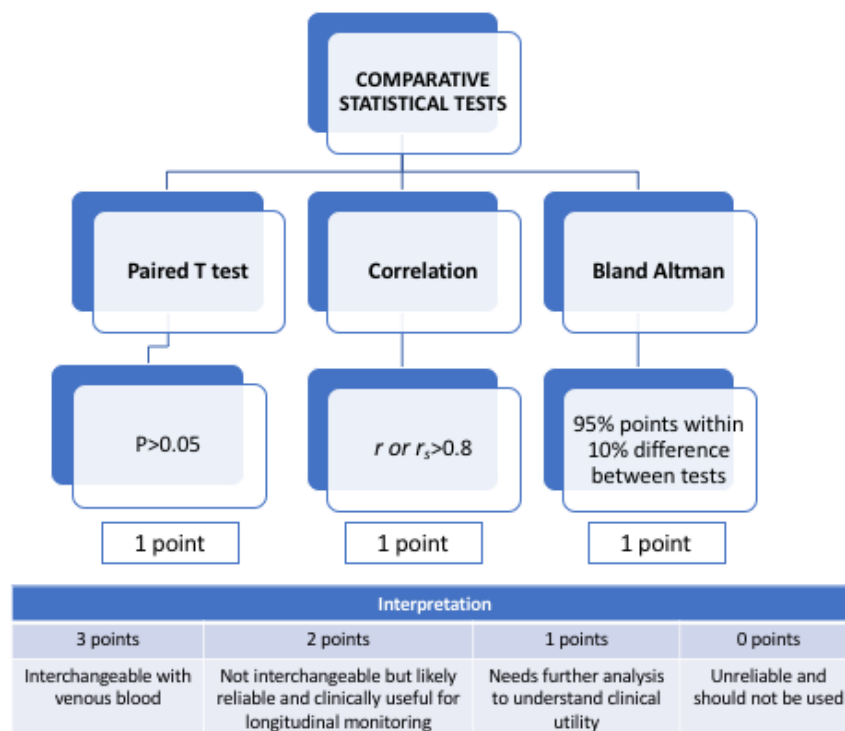 COMPARATIVE
STATISTICAL TESTS
Paired T test
Correlation
Bland Altman
P>0.05
r or rs>0.8
95% points within
10% difference
between tests
1 point
1 point
1 point
Interpretation
3 points
2 points
1 points
0 points
Interchangeable with
venous blood
Not interchangeable but likely
reliable and clinically useful for
longitudinal monitoring
Needs further analysis
to understand clinical
utility
Unreliable and
should not be used